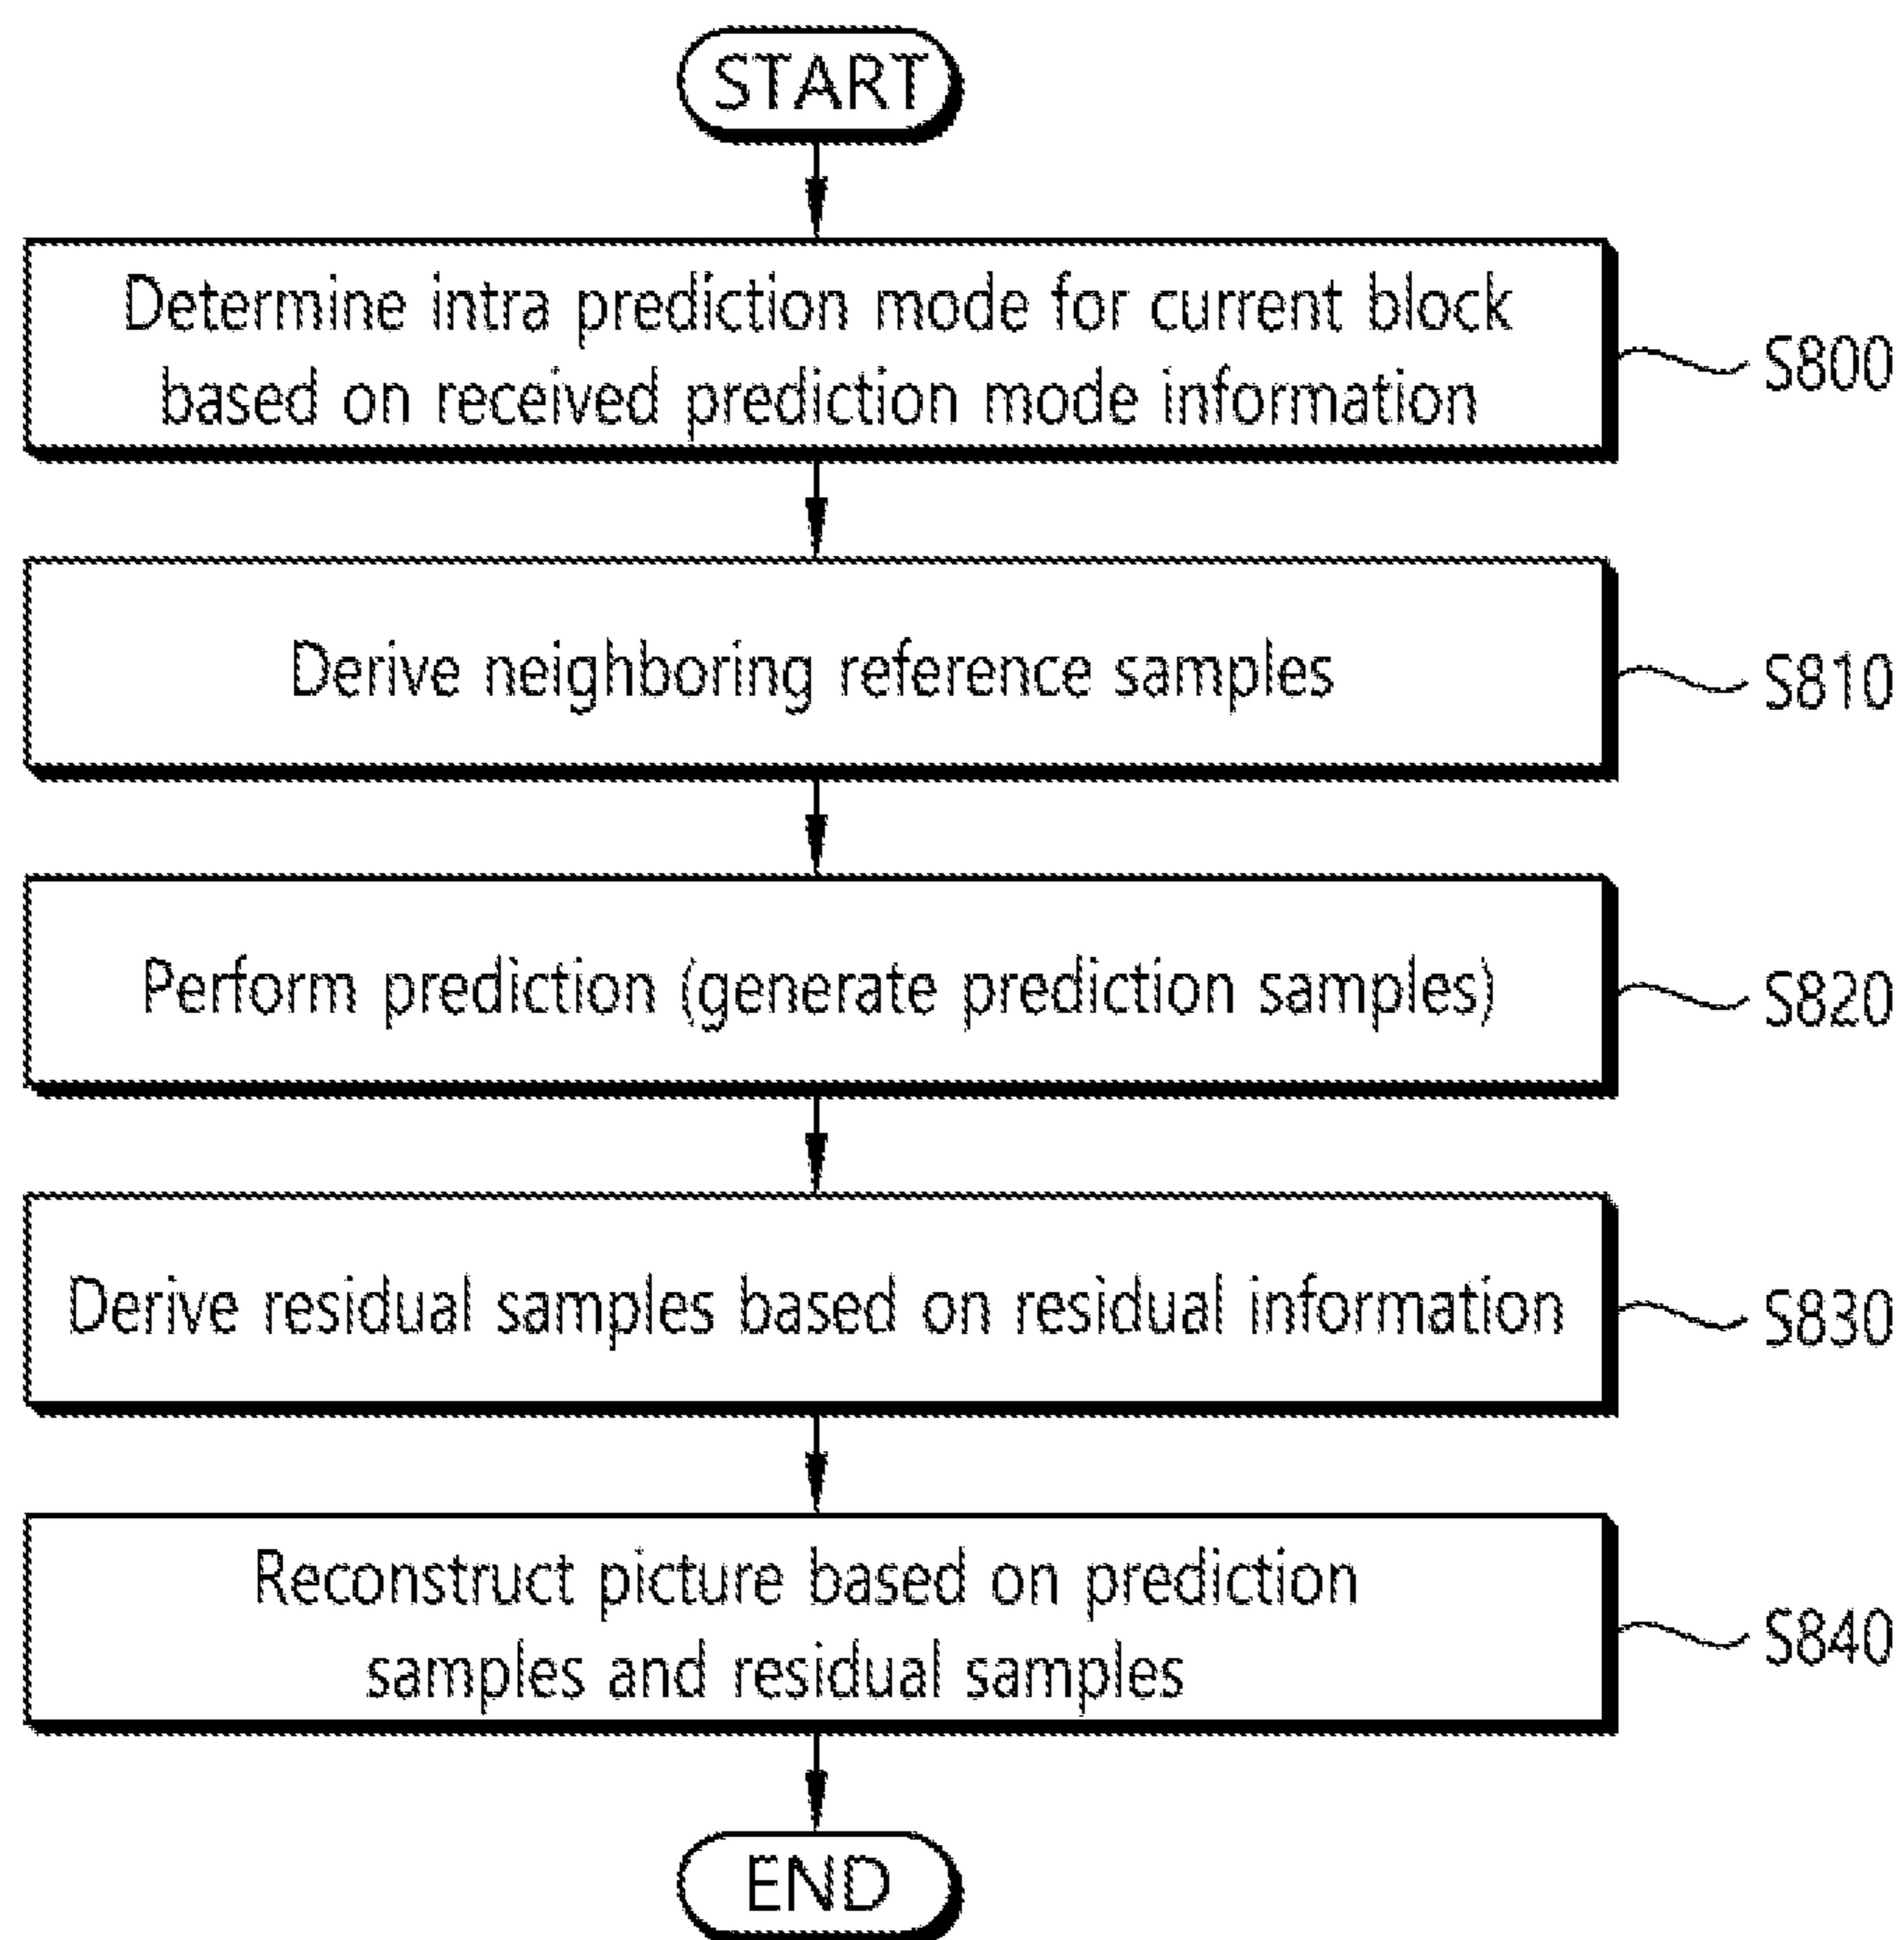 START
Determine intra prediction mode for current block
based on received prediction mode information
S800
Derive neighboring reference samples
S810
Perform prediction (generate prediction samples)
S820
Derive residual samples based on residual information
S830
Reconstruct picture based on prediction
samples and residual samples
S840
END